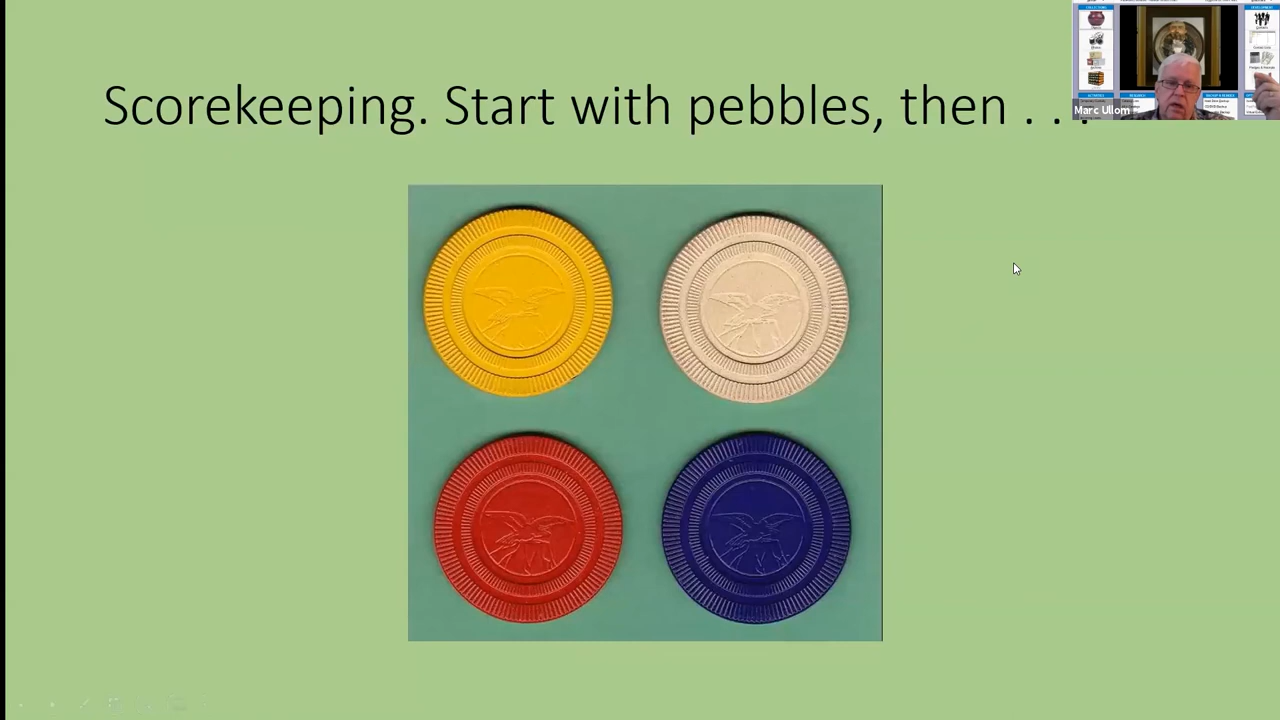 Scorekeeping. Start with pebbles, then . . .
Marc Ullom